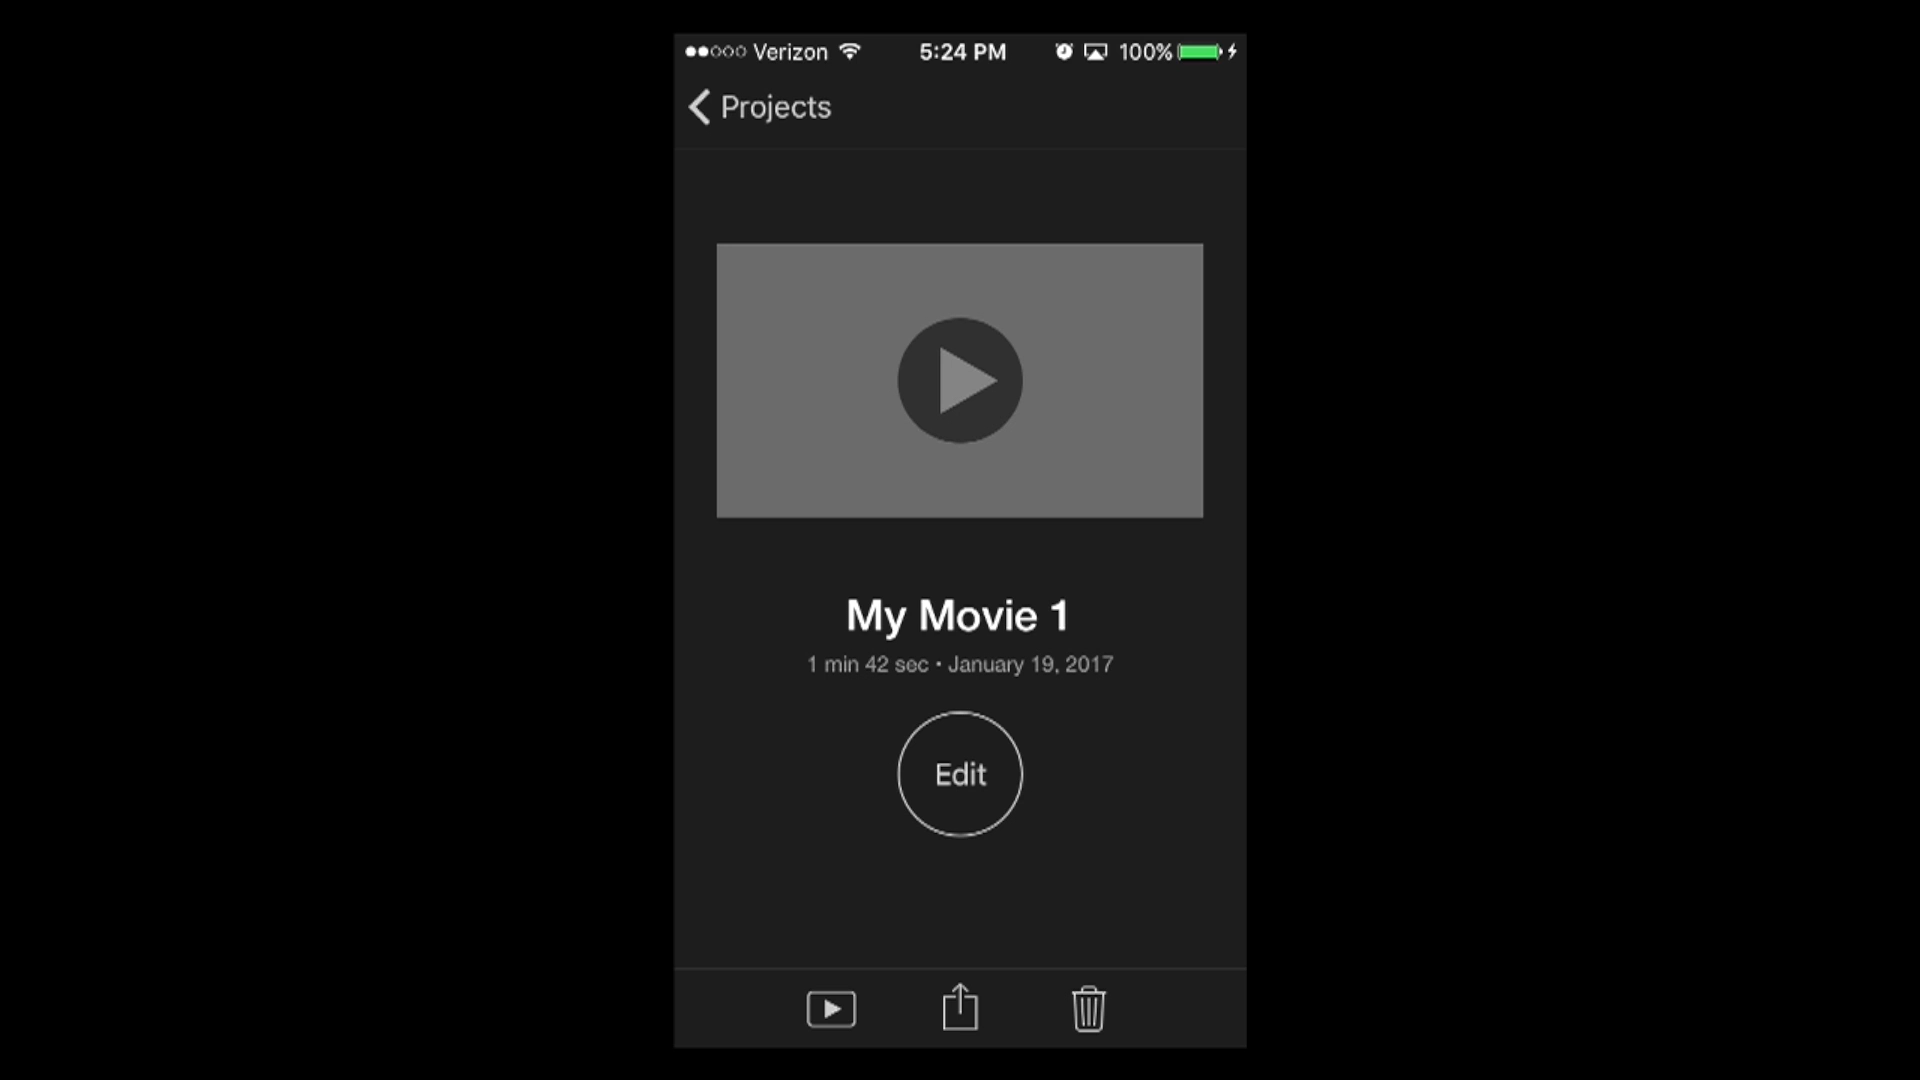 Verizon 5:24 PM 100%
Projects
My Movie 1
1 min 42 sec • January 19, 2017
Edit